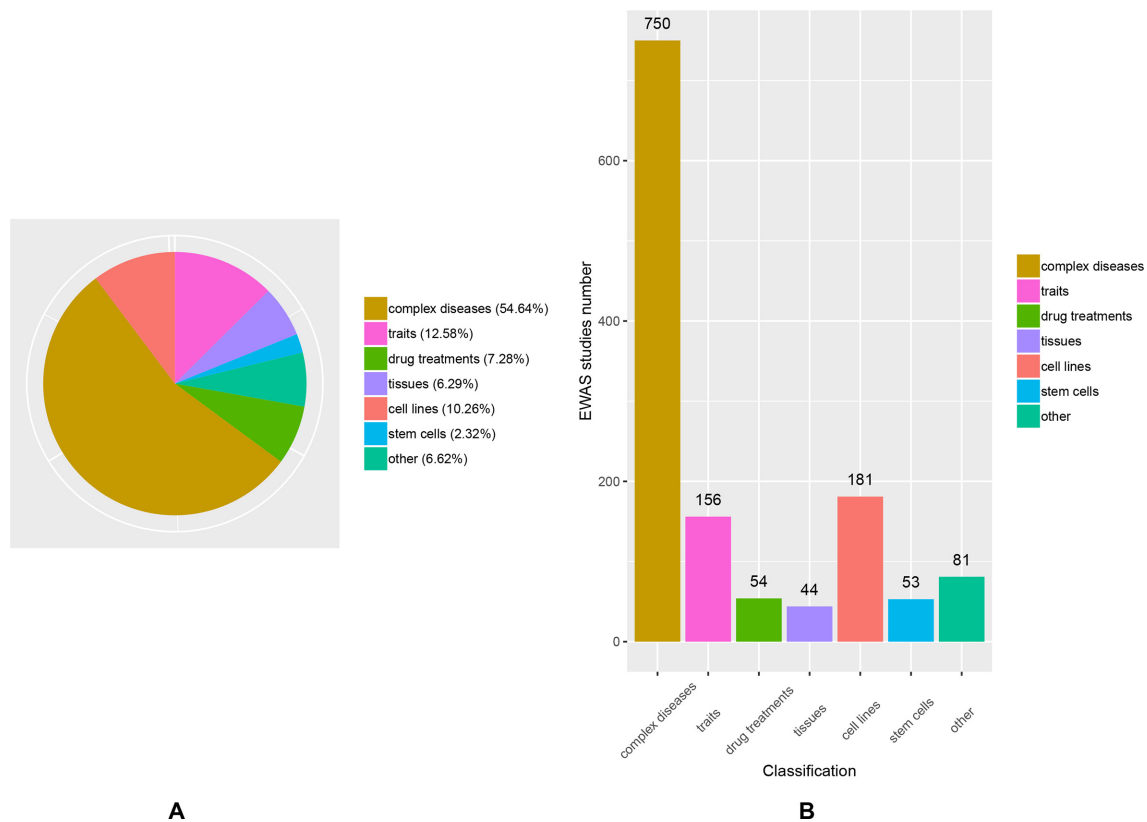 complex diseases (54.64%)
traits (12.58%)
drug treatments (7.28%)
tissues (6.29%)
cell lines (10.26%)
stem cells (2.32%)
other (6.62%)
A
EWAS studies number
600
400
200
0
750
156
54
44
181
53
81
complex diseases
traits
drug treatments
tissues
cell lines
stem cells
other
Classification
complex diseases
traits
drug treatments
tissues
cell lines
stem cells
other
B